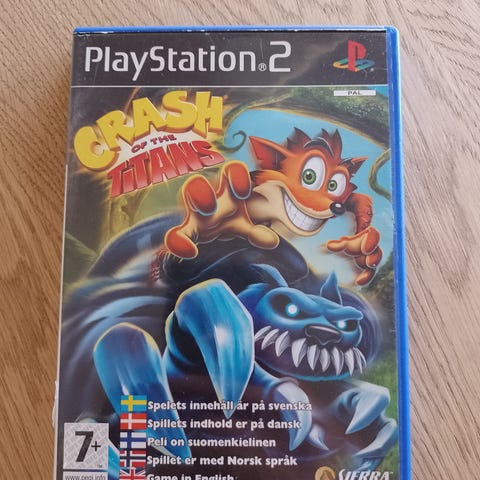 PlayStation®2
PAL
CRASH
OF THE
TITANS
Spelets innehåll är på svenska
Spillets indhold er på dansk
Peli on suomenkielinen
Spillet er med Norsk språk
Game in English
7+
www.pegi.info
SIERRA